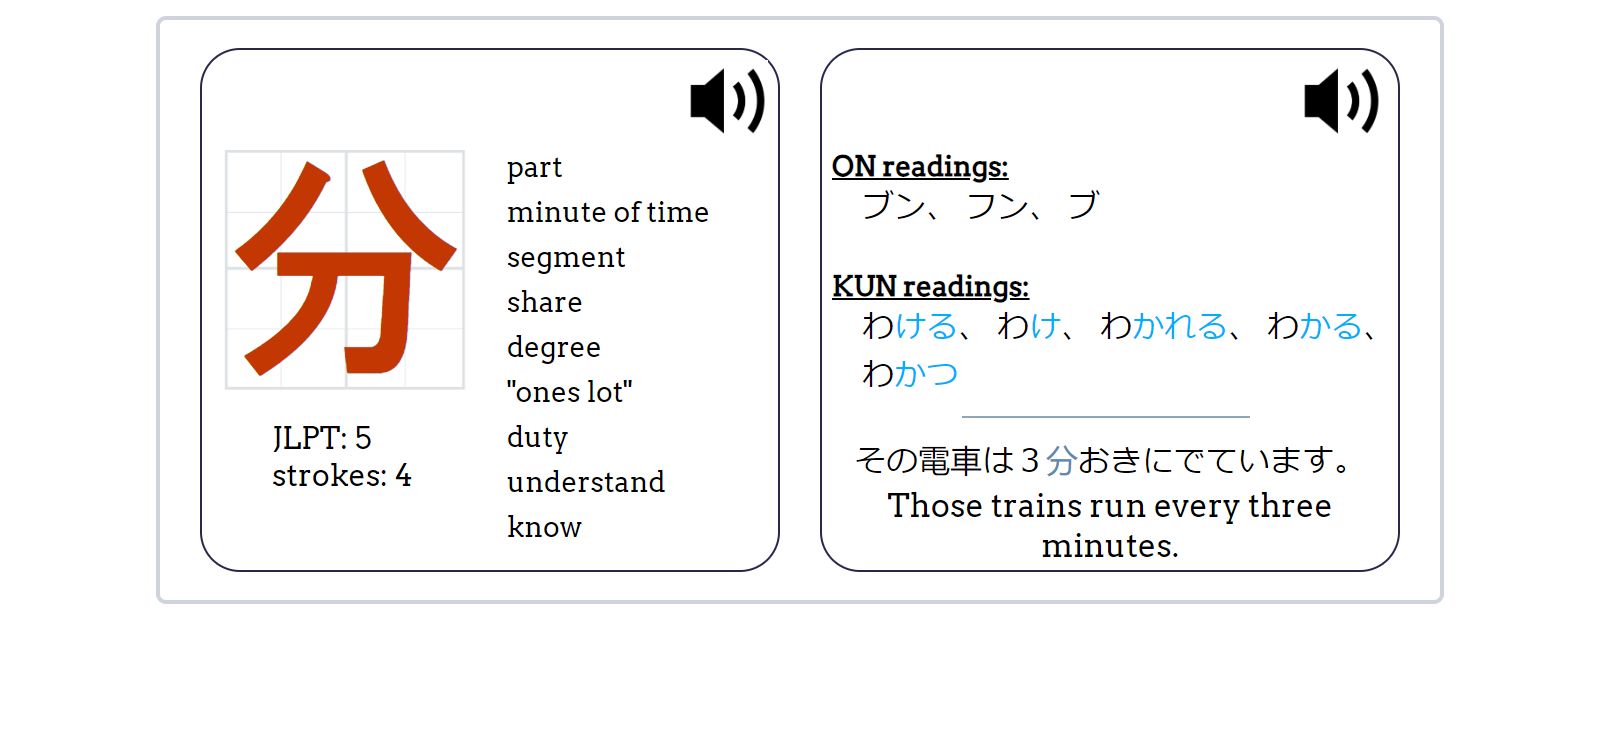 分
JLPT: 5
strokes: 4
part
minute of time
segment
share
degree
"ones lot"
duty
understand
know
ON readings:
ブン、 フン、 ブ
KUN readings:
わける、 わけ、 わかれる、 わかる、
わかつ
その電車は３分おきにでています。
Those trains run every three
minutes.